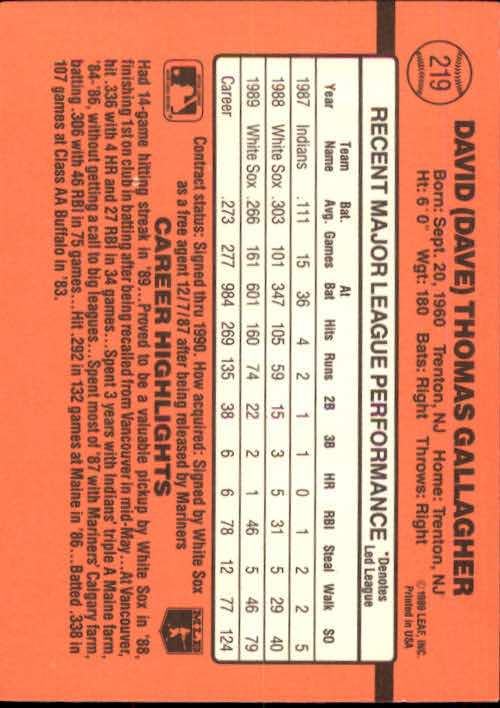 219
DAVID (DAVE) THOMAS GALLAGHER
Born: Sept. 20, 1960 Trenton, NJ Home: Trenton, NJ
Ht: 6' 0" Wgt: 180 Bats: Right Throws: Right
©1989 LEAF, INC.
Printed in USA
RECENT MAJOR LEAGUE PERFORMANCE *Denotes
Led League
Team Bat. At
Year Name Avg. Games Bat Hits Runs 2B 3B HR RBI Steal Walk SO
1987 Indians .111 15 36 4 2 1 1 0 1 2 2 5
1988 White Sox .303 101 347 105 59 15 3 5 31 5 29 40
1989 White Sox .266 161 601 160 74 22 2 1 46 5 46 79
Career .273 277 984 269 135 38 6 6 78 12 77 124
Contract status: Signed thru 1990. How acquired: Signed by White Sox
as a free agent 12/7/87 after being released by Mariners
MLB
CAREER HIGHLIGHTS
Had 14-game hitting streak in '89...Proved to be a valuable pickup by White Sox in '88,
finishing 1st on club in batting after being recalled from Vancouver in mid-May...At Vancouver,
hit .336 with 4 HR and 27 RBI in 34 games...Spent 3 years with Indians' triple A Maine farm,
'84-'86, without getting a call to big leagues...Spent most of '87 with Mariners' Calgary farm,
batting .306 with 46 RBI in 75 games...Hit .292 in 132 games at Maine in '86...Batted .338 in
107 games at Class AA Buffalo in '83.